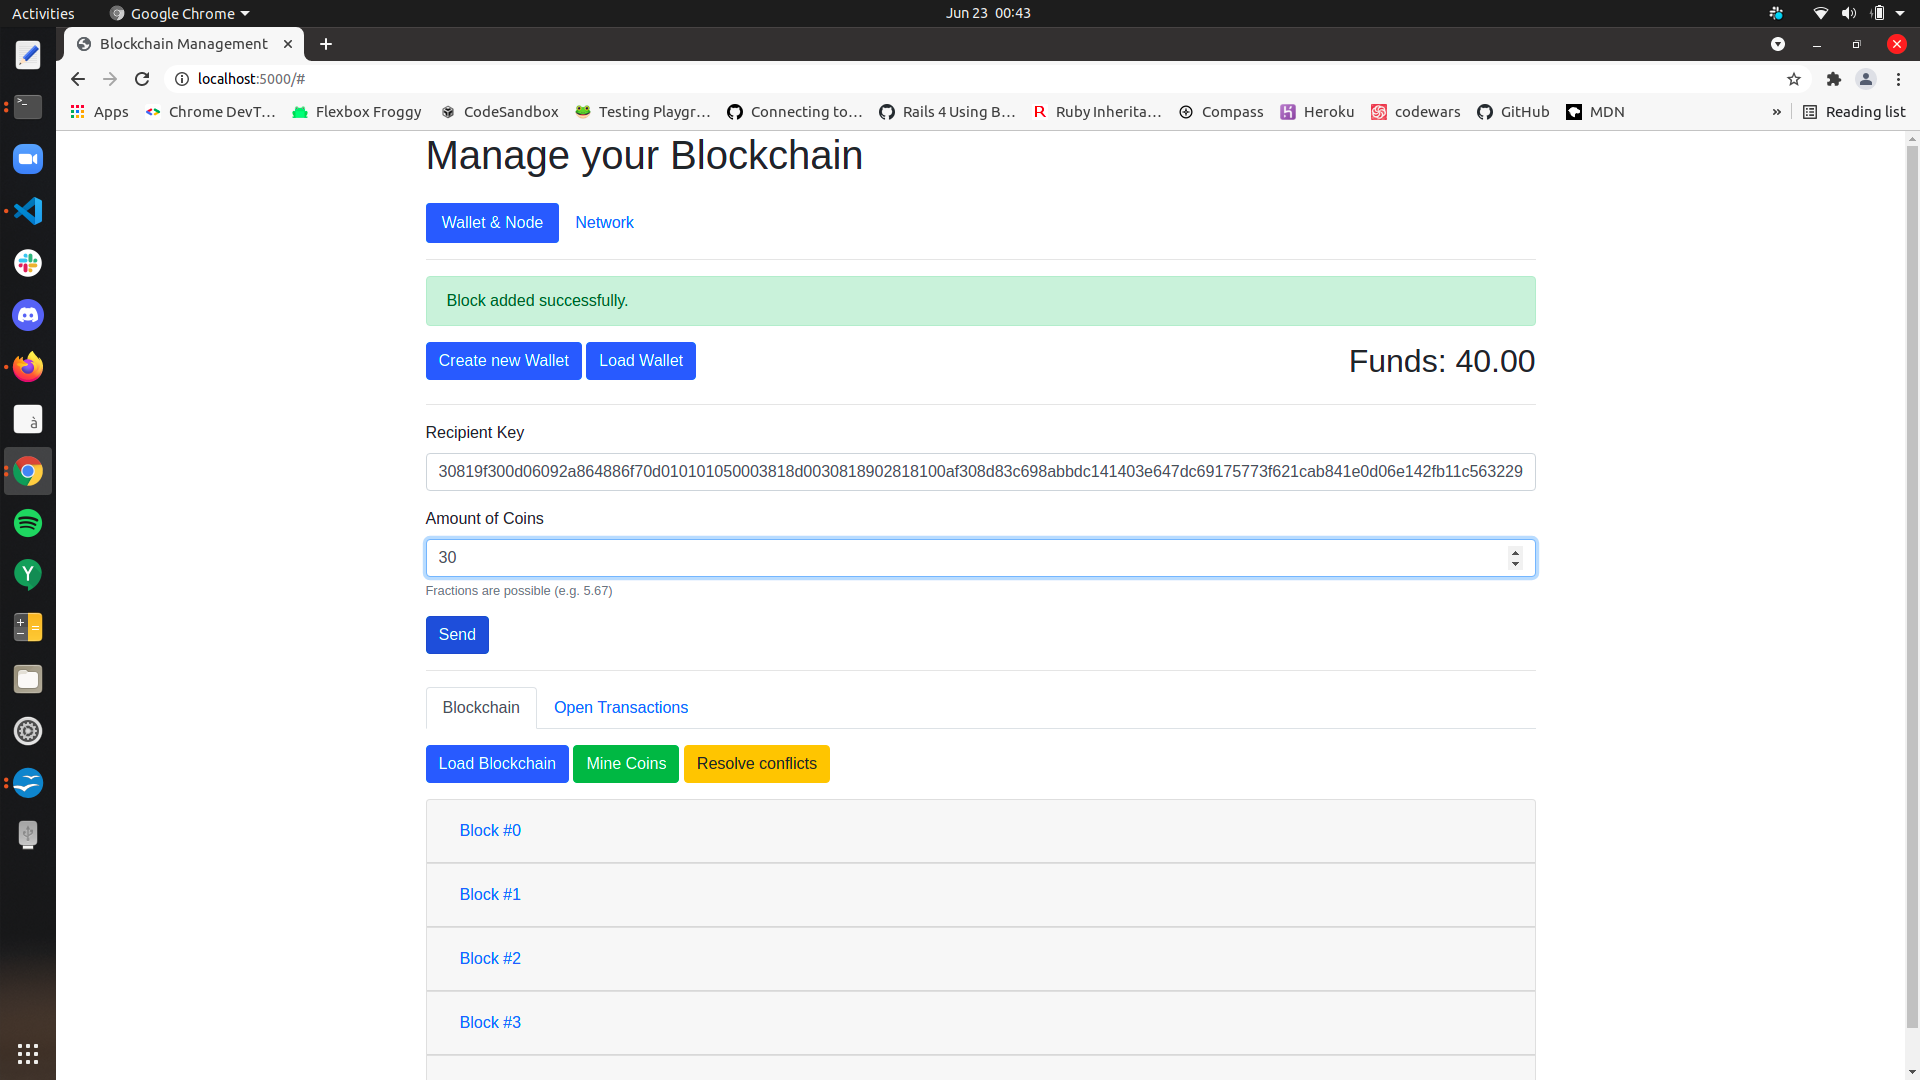 Activities Google Chrome Jun 23 00:43
Blockchain Management
localhost:5000/#
Apps Chrome DevT... Flexbox Froggy CodeSandbox Testing Playgr... Connecting to... Rails 4 Using B... Ruby Inherita... Compass Heroku codewars GitHub MDN » Reading list
Manage your Blockchain
Wallet & Node Network
Block added successfully.
Create new Wallet Load Wallet Funds: 40.00
Recipient Key
30819f300d06092a864886f70d010101050003818d0030818902818100af308d83c698abbdc141403e647dc69175773f621cab841e0d06e142fb11c563229
Amount of Coins
30
Fractions are possible (e.g. 5.67)
Send
Blockchain Open Transactions
Load Blockchain Mine Coins Resolve conflicts
Block #0
Block #1
Block #2
Block #3